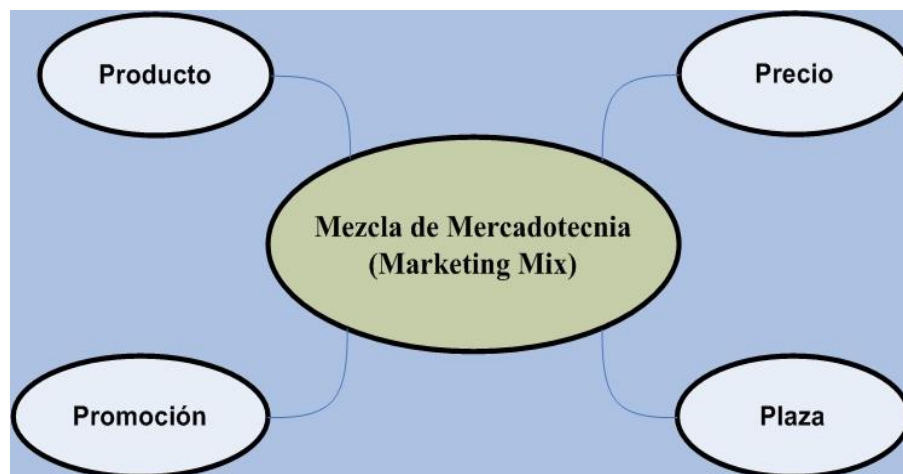 Producto
Precio
Mezcla de Mercadotecnia
(Marketing Mix)
Promoción
Plaza